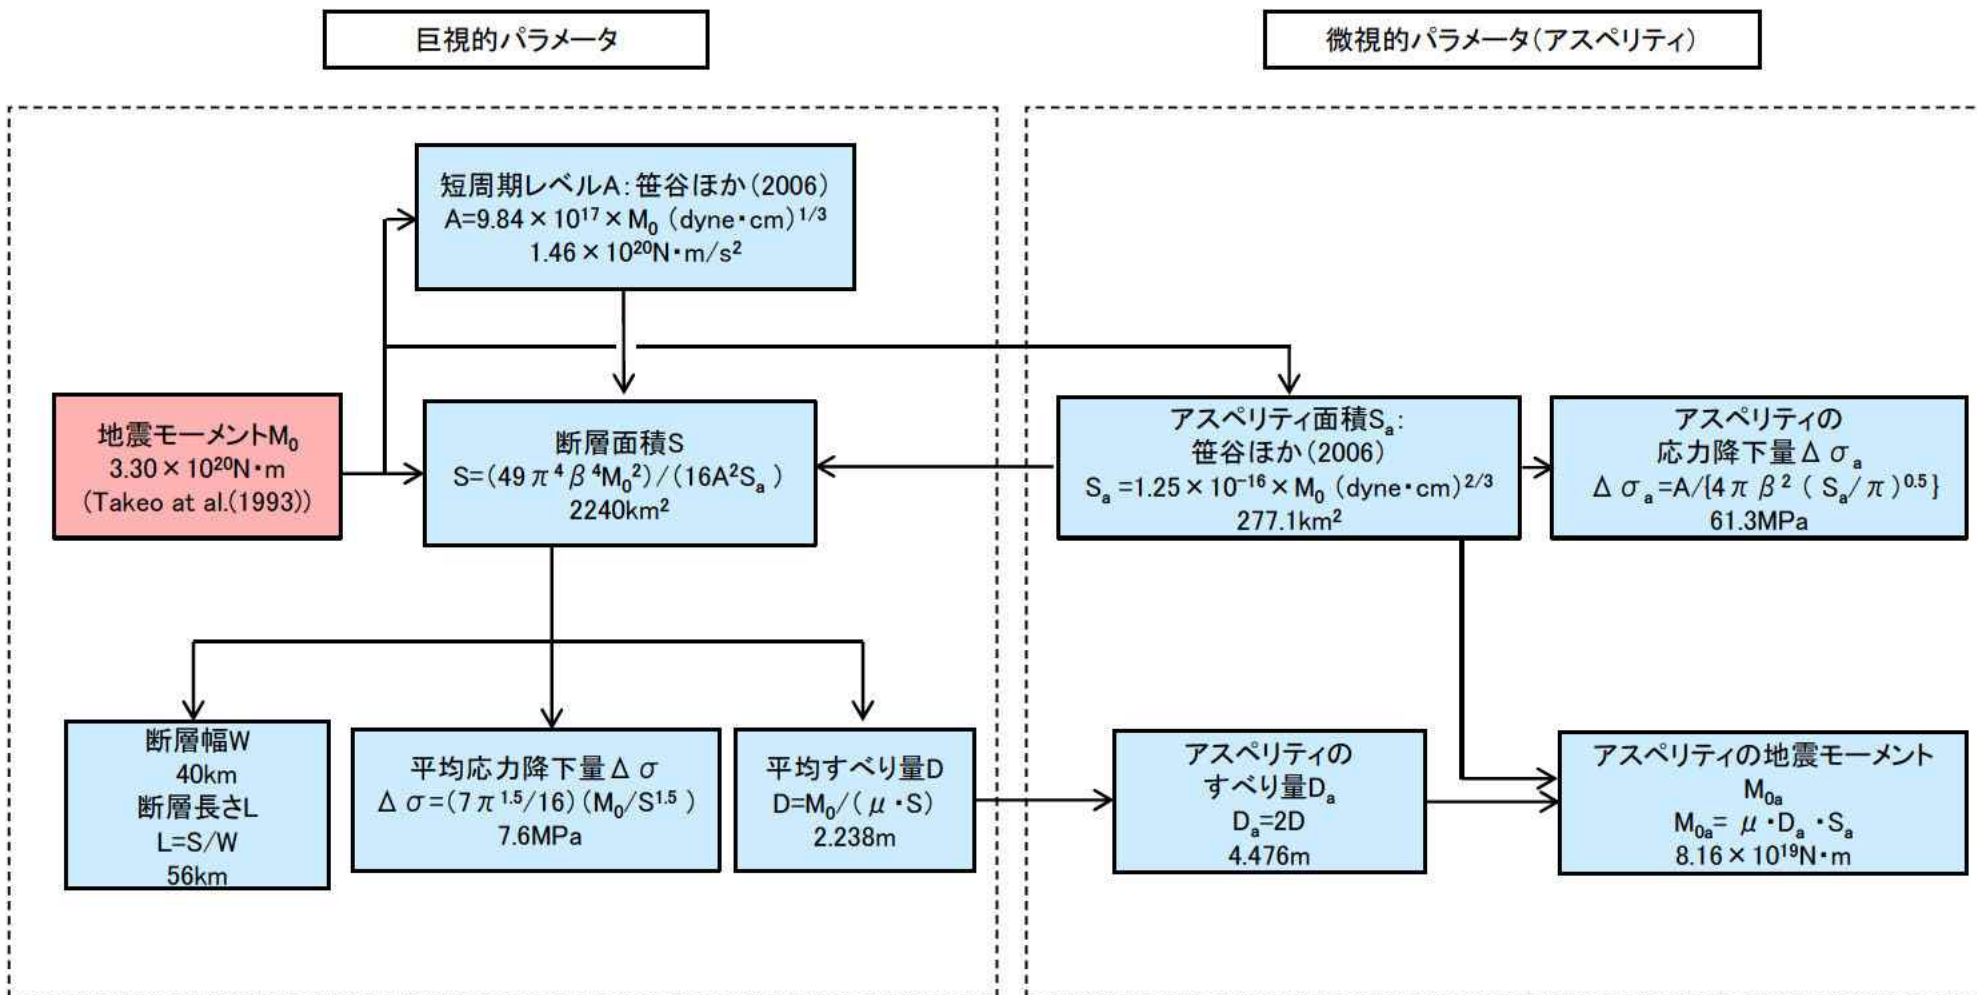 巨視的パラメータ
微視的パラメータ(アスペリティ)
短周期レベルA:笹谷ほか(2006)
A=9.84×10¹⁷×M₀(dyne・cm)¹/³
1.46×10²⁰N・m/s²
地震モーメントM₀
3.30×10²⁰N・m
(Takeo at al.(1993))
断層面積S
S=(49π⁴β⁴M₀²)/(16A²Sₐ)
2240km²
アスペリティ面積Sₐ:
笹谷ほか(2006)
Sₐ=1.25×10⁻¹⁶×M₀(dyne・cm)²/³
277.1km²
アスペリティの
応力降下量Δσₐ
Δσₐ=A/{4πβ²(Sₐ/π)⁰·⁵}
61.3MPa
断層幅W
40km
断層長さL
L=S/W
56km
平均応力降下量Δσ
Δσ=(7π¹·⁵/16)(M₀/S¹·⁵)
7.6MPa
平均すべり量D
D=M₀/(μ・S)
2.238m
アスペリティの
すべり量Dₐ
Dₐ=2D
4.476m
アスペリティの地震モーメント
M₀ₐ
M₀ₐ=μ・Dₐ・Sₐ
8.16×10¹⁹N・m